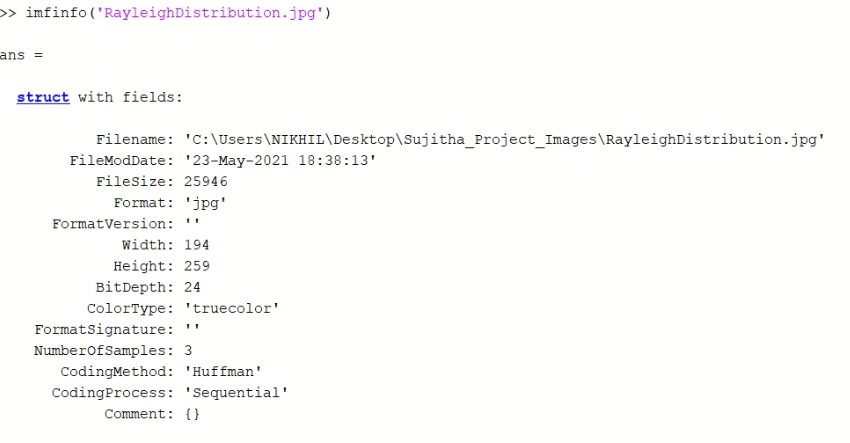 >> imfinfo('RayleighDistribution.jpg')
ans =
struct with fields:
Filename: 'C:\Users\NIKHIL\Desktop\Sujitha_Project_Images\RayleighDistribution.jpg'
FileModDate: '23-May-2021 18:38:13'
FileSize: 25946
Format: 'jpg'
FormatVersion: ''
Width: 194
Height: 259
BitDepth: 24
ColorType: 'truecolor'
FormatSignature: ''
NumberOfSamples: 3
CodingMethod: 'Huffman'
CodingProcess: 'Sequential'
Comment: {}